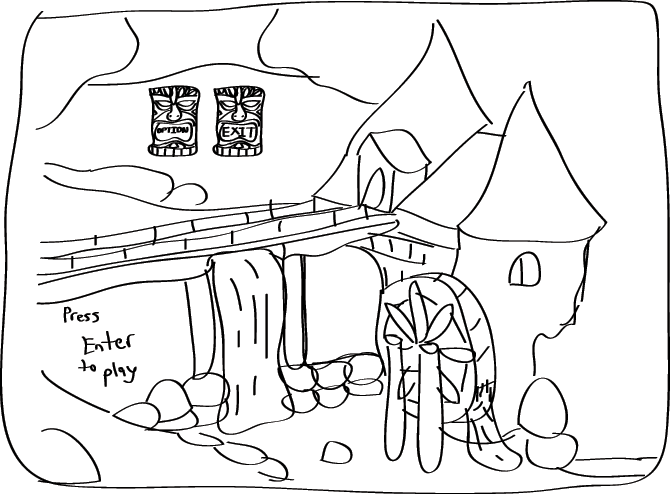 OPTION EXIT
Press
Enter
to play